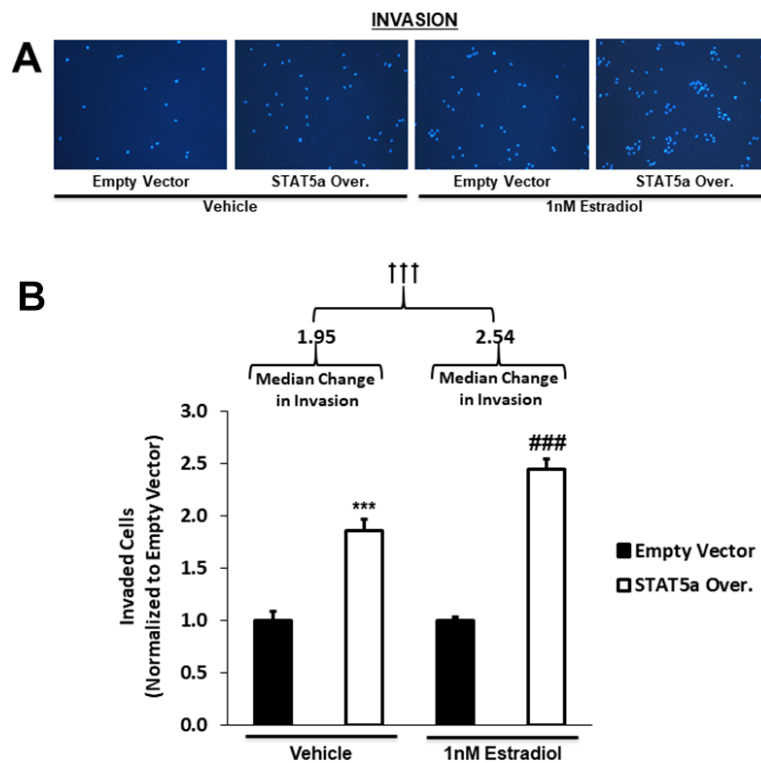 INVASION
A
Empty Vector
STAT5a Over.
Empty Vector
STAT5a Over.
Vehicle
1nM Estradiol
B
†††
1.95
2.54
Median Change
in Invasion
Median Change
in Invasion
Invaded Cells
(Normalized to Empty Vector)
3.0
2.5
2.0
1.5
1.0
0.5
0.0
***
###
Empty Vector
STAT5a Over.
Vehicle
1nM Estradiol